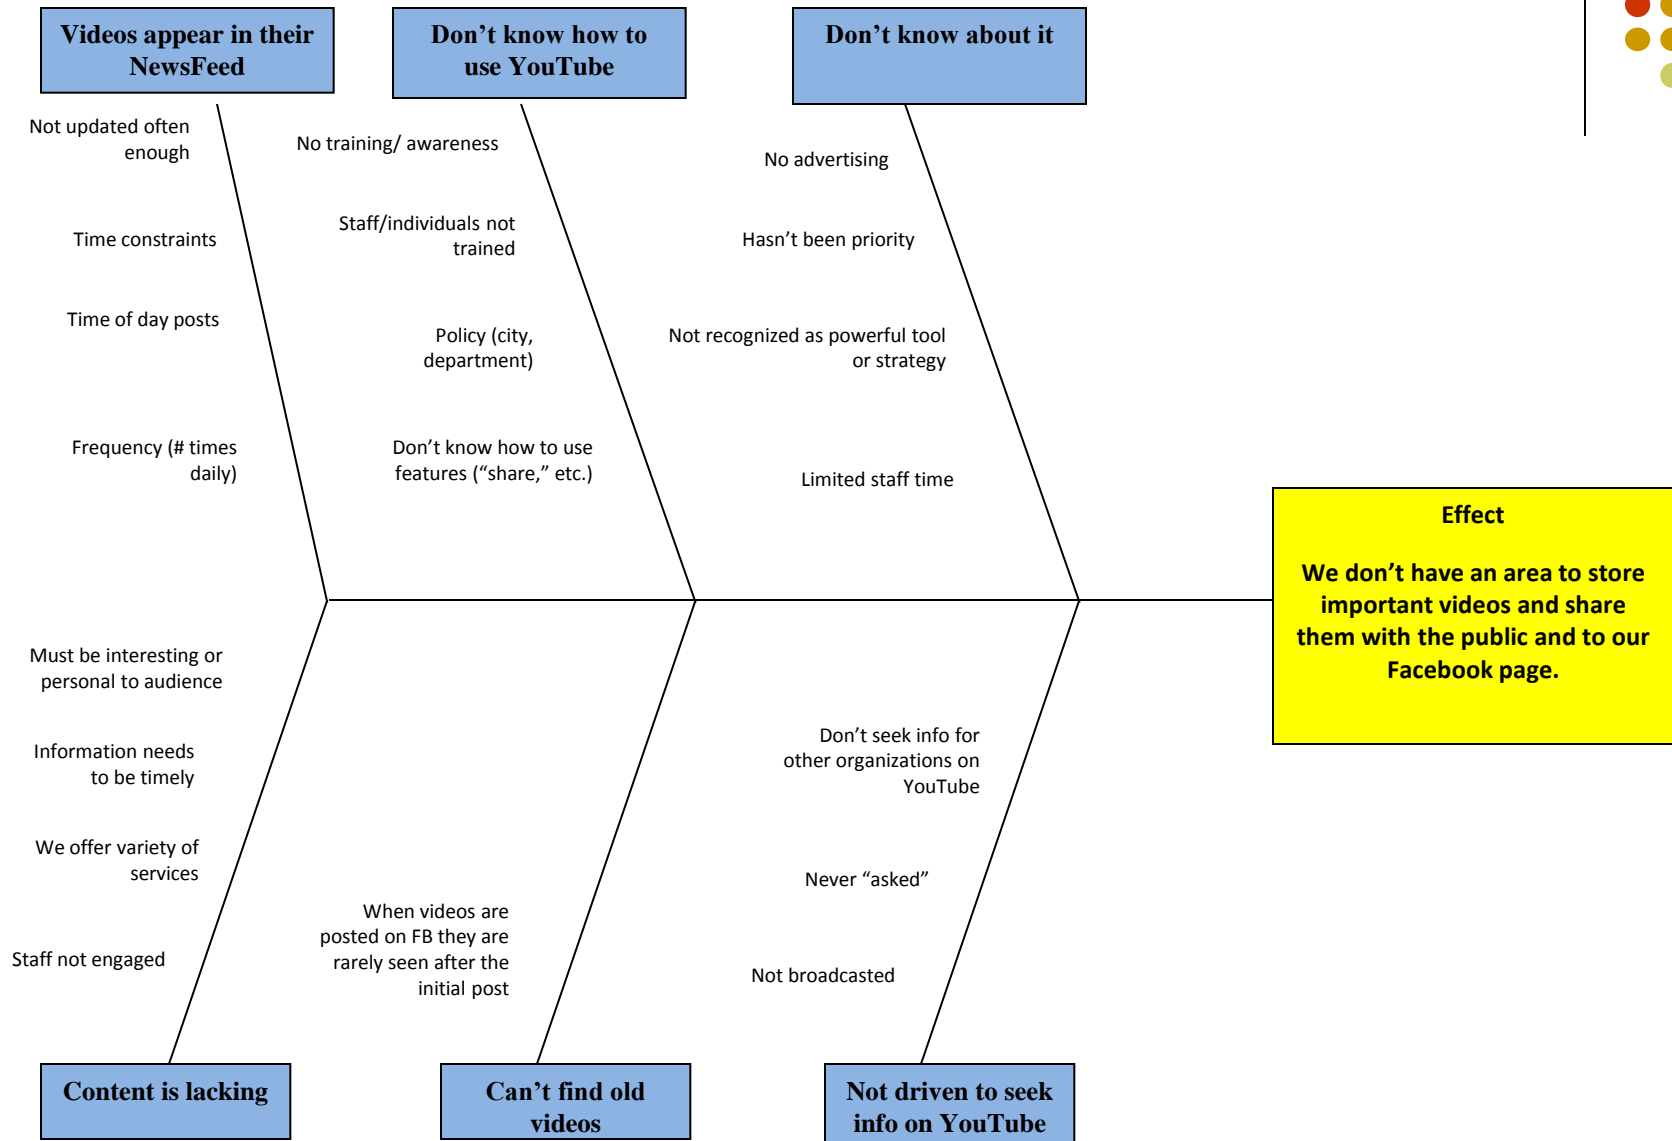 Videos appear in their
NewsFeed
Don't know how to
use YouTube
Don't know about it
Not updated often
enough
Time constraints
Time of day posts
Frequency (# times
daily)
No training/ awareness
Staff/individuals not
trained
Policy (city,
department)
Don't know how to use
features (“share,” etc.)
No advertising
Hasn't been priority
Not recognized as powerful tool
or strategy
Limited staff time
Effect
We don't have an area to store
important videos and share
them with the public and to our
Facebook page.
Must be interesting or
personal to audience
Information needs
to be timely
We offer variety of
services
Staff not engaged
When videos are
posted on FB they are
rarely seen after the
initial post
Don't seek info for
other organizations on
YouTube
Never “asked”
Not broadcasted
Content is lacking
Can't find old
videos
Not driven to seek
info on YouTube